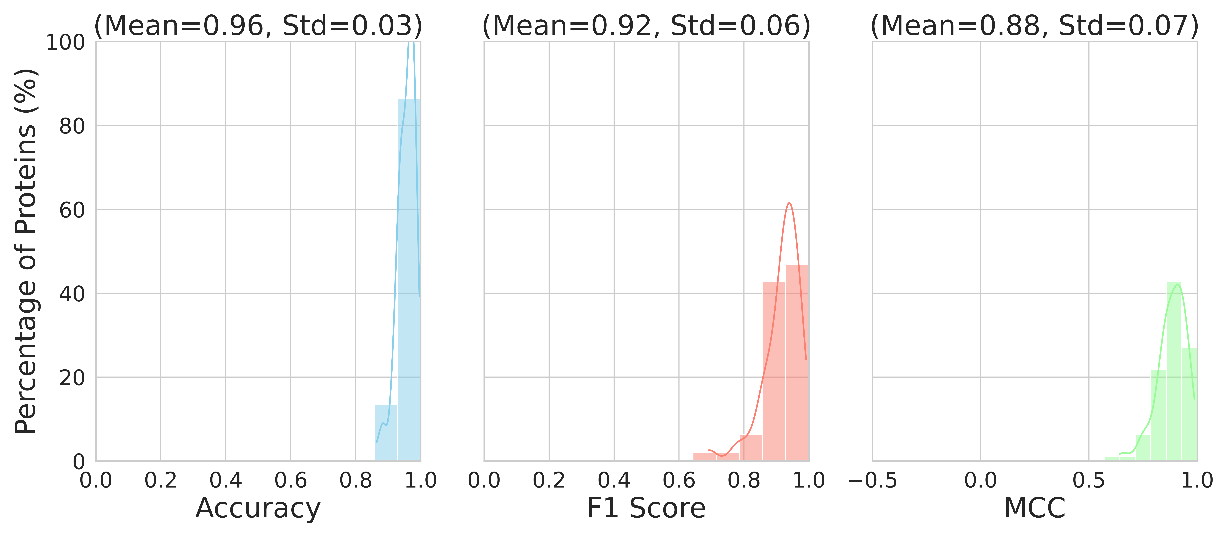 (Mean=0.96, Std=0.03) (Mean=0.92, Std=0.06) (Mean=0.88, Std=0.07)
Percentage of Proteins (%)
100
80
60
40
20
0
0.0 0.2 0.4 0.6 0.8 1.0
Accuracy
0.0 0.2 0.4 0.6 0.8 1.0
F1 Score
−0.5 0.0 0.5 1.0
MCC